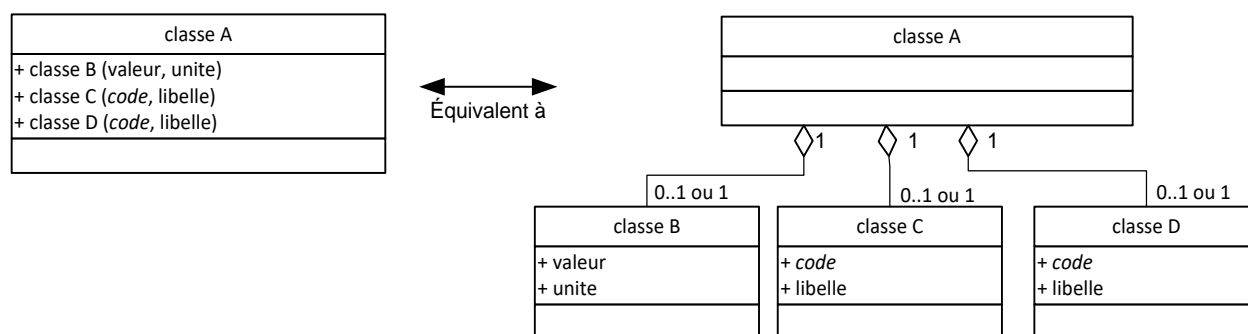 classe A
+ classe B (valeur, unite)
+ classe C (code, libelle)
+ classe D (code, libelle)
Équivalent à
classe A
1
1
1
0..1 ou 1
0..1 ou 1
0..1 ou 1
classe B
+ valeur
+ unite
classe C
+ code
+ libelle
classe D
+ code
+ libelle